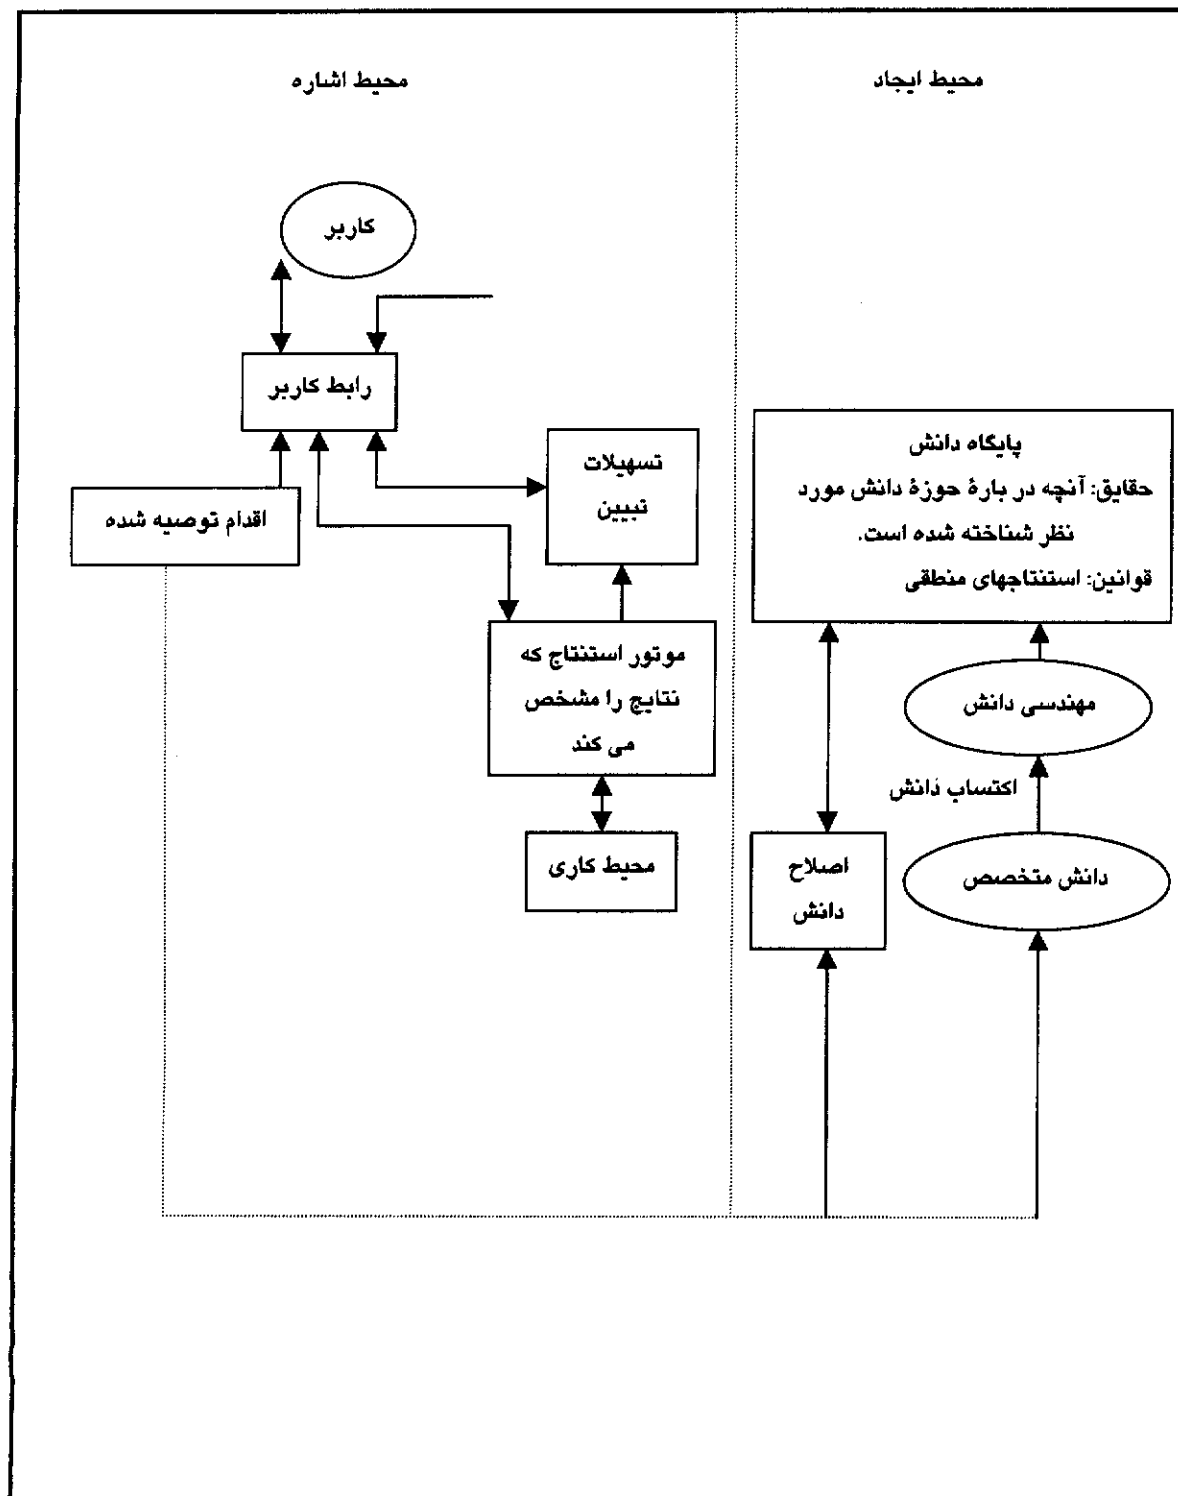 محیط ایجاد
محیط اشاره
کاربر
رابط کاربر
اقدام توصیه شده
تسهیلات
تبیین
موتور استنتاج که
نتایج را مشخص
می کند
محیط کاری
پایگاه دانش
حقایق: آنچه در بارهٔ حوزهٔ دانش مورد
نظر شناخته شده است.
قوانین: استنتاجهای منطقی
مهندسی دانش
اکتساب دانش
دانش متخصص
اصلاح
دانش